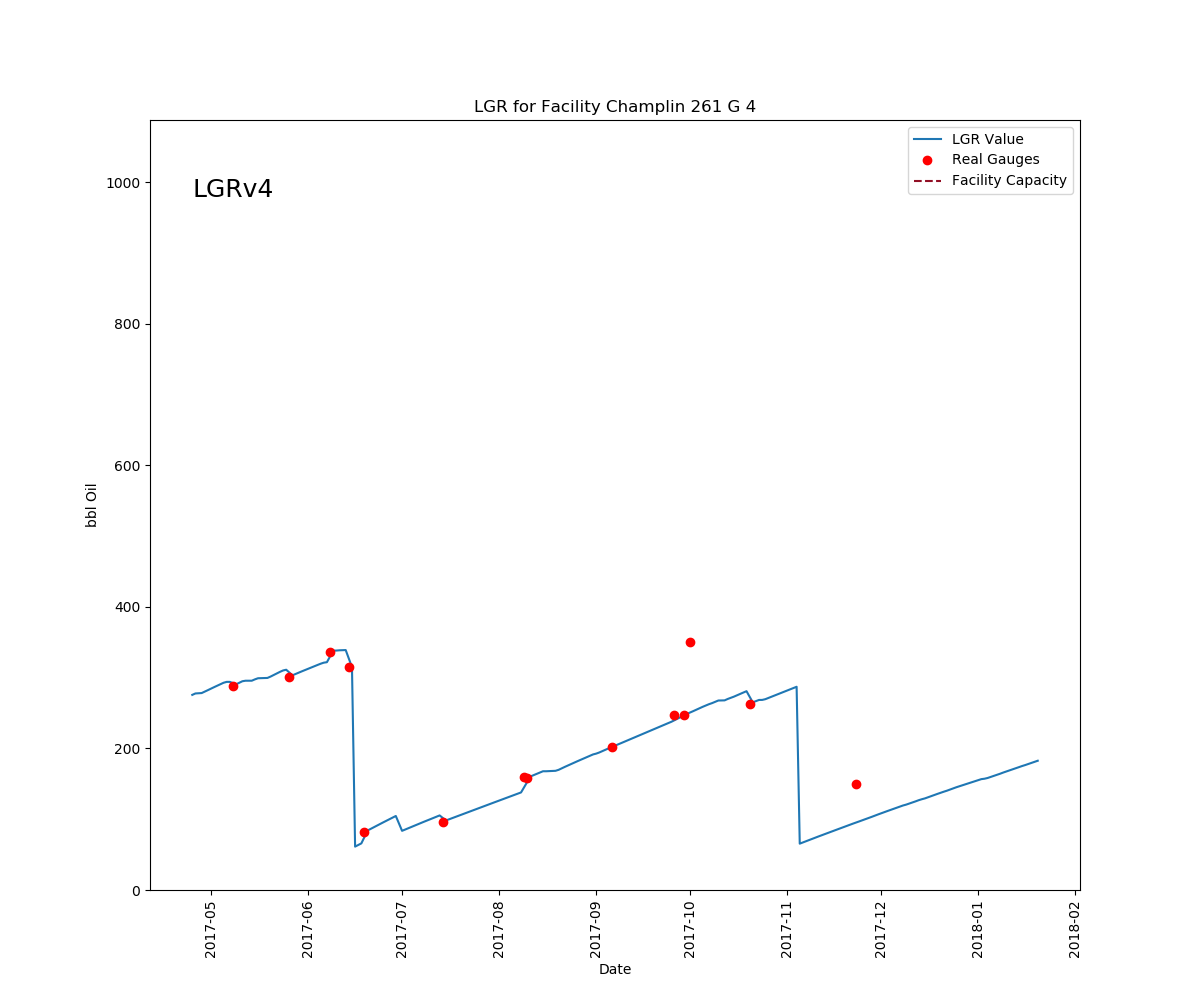 LGR for Facility Champlin 261 G 4
LGR Value
Real Gauges
Facility Capacity
LGRv4
1000
800
600
400
200
0
bbl Oil
2017-05
2017-06
2017-07
2017-08
2017-09
2017-10
2017-11
2017-12
2018-01
2018-02
Date